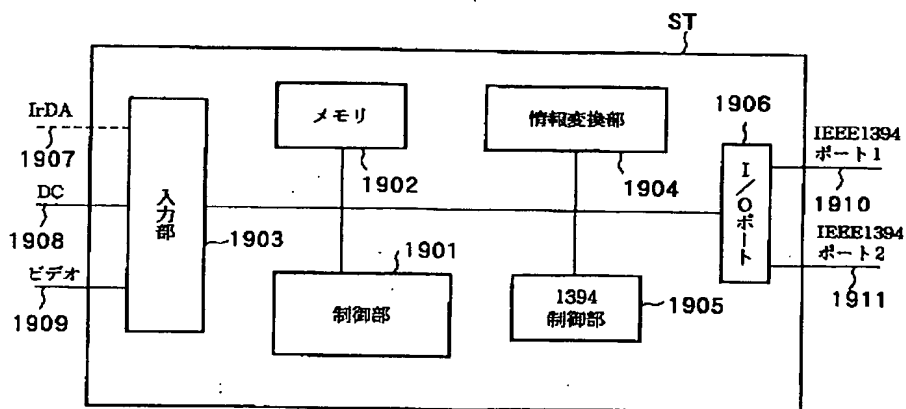 ST
IrDA
1907
DC
1908
ビデオ
1909
入力部
1903
メモリ
1902
制御部
1901
情報変換部
1904
1394
制御部
1905
1906
I/Oポート
IEEE1394
ポート1
1910
IEEE1394
ポート2
1911